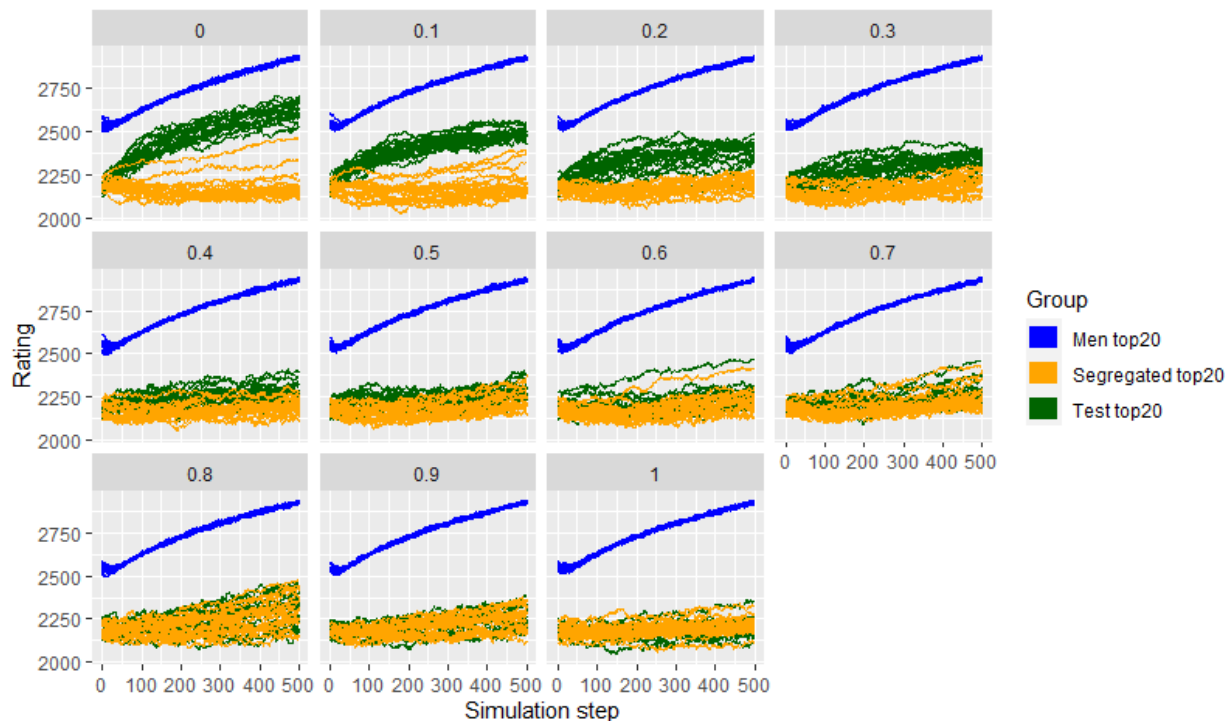 0 0.1 0.2 0.3
2750
2500
2250
2000
0.4 0.5 0.6 0.7
2750
2500
2250
2000
0 100 200 300 400 500
0.8 0.9 1
2750
2500
2250
2000
0 100 200 300 400 500 0 100 200 300 400 500 0 100 200 300 400 500
Rating
Simulation step
Group
Men top20
Segregated top20
Test top20